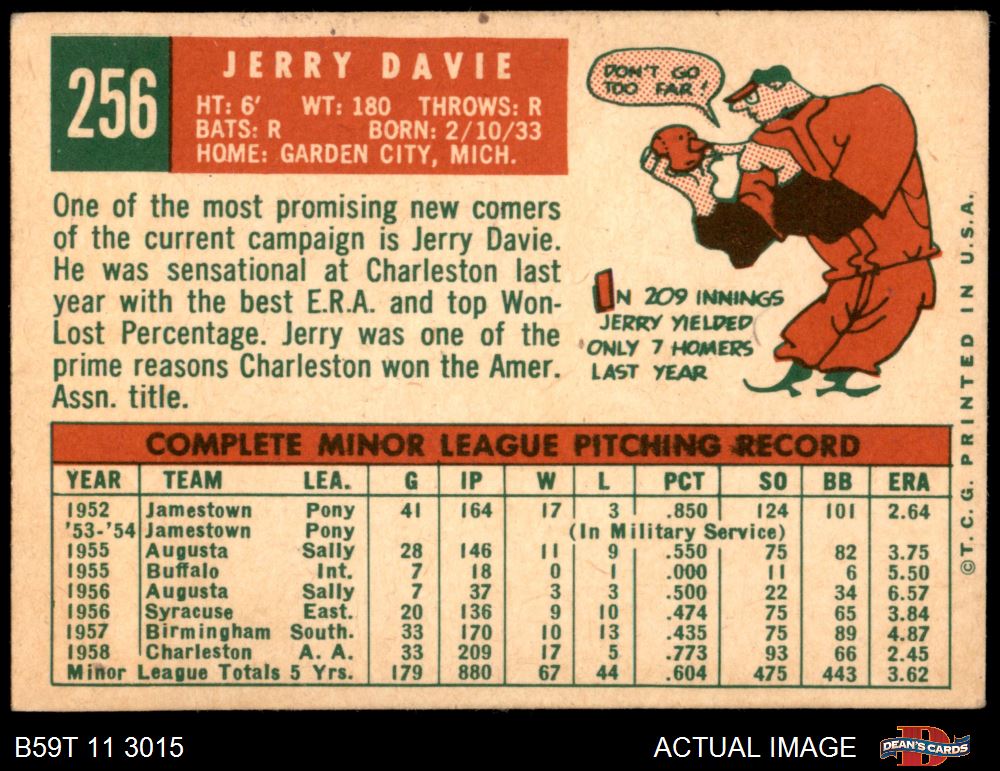 256
JERRY DAVIE
HT: 6' WT: 180 THROWS: R
BATS: R BORN: 2/10/33
HOME: GARDEN CITY, MICH.
DON'T GO
TOO FAR!
One of the most promising new comers
of the current campaign is Jerry Davie.
He was sensational at Charleston last
year with the best E.R.A. and top Won-
Lost Percentage. Jerry was one of the
prime reasons Charleston won the Amer.
Assn. title.
IN 209 INNINGS
JERRY YIELDED
ONLY 7 HOMERS
LAST YEAR
COMPLETE MINOR LEAGUE PITCHING RECORD
YEAR TEAM LEA. G IP W L PCT SO BB ERA
1952 Jamestown Pony 41 164 17 3 .850 124 101 2.64
'53-'54 Jamestown Pony (In Military Service)
1955 Augusta Sally 28 146 11 9 .550 75 82 3.75
1955 Buffalo Int. 7 18 0 1 .000 11 6 5.50
1956 Augusta Sally 7 37 3 3 .500 22 34 6.57
1956 Syracuse East. 20 136 9 10 .474 75 65 3.84
1957 Birmingham South. 33 170 10 13 .435 75 89 4.87
1958 Charleston A. A. 33 209 17 5 .773 93 66 2.45
Minor League Totals 5 Yrs. 179 880 67 44 .604 475 443 3.62
©T. C. G. PRINTED IN U. S. A.
B59T 11 3015
ACTUAL IMAGE
DEAN'S CARDS